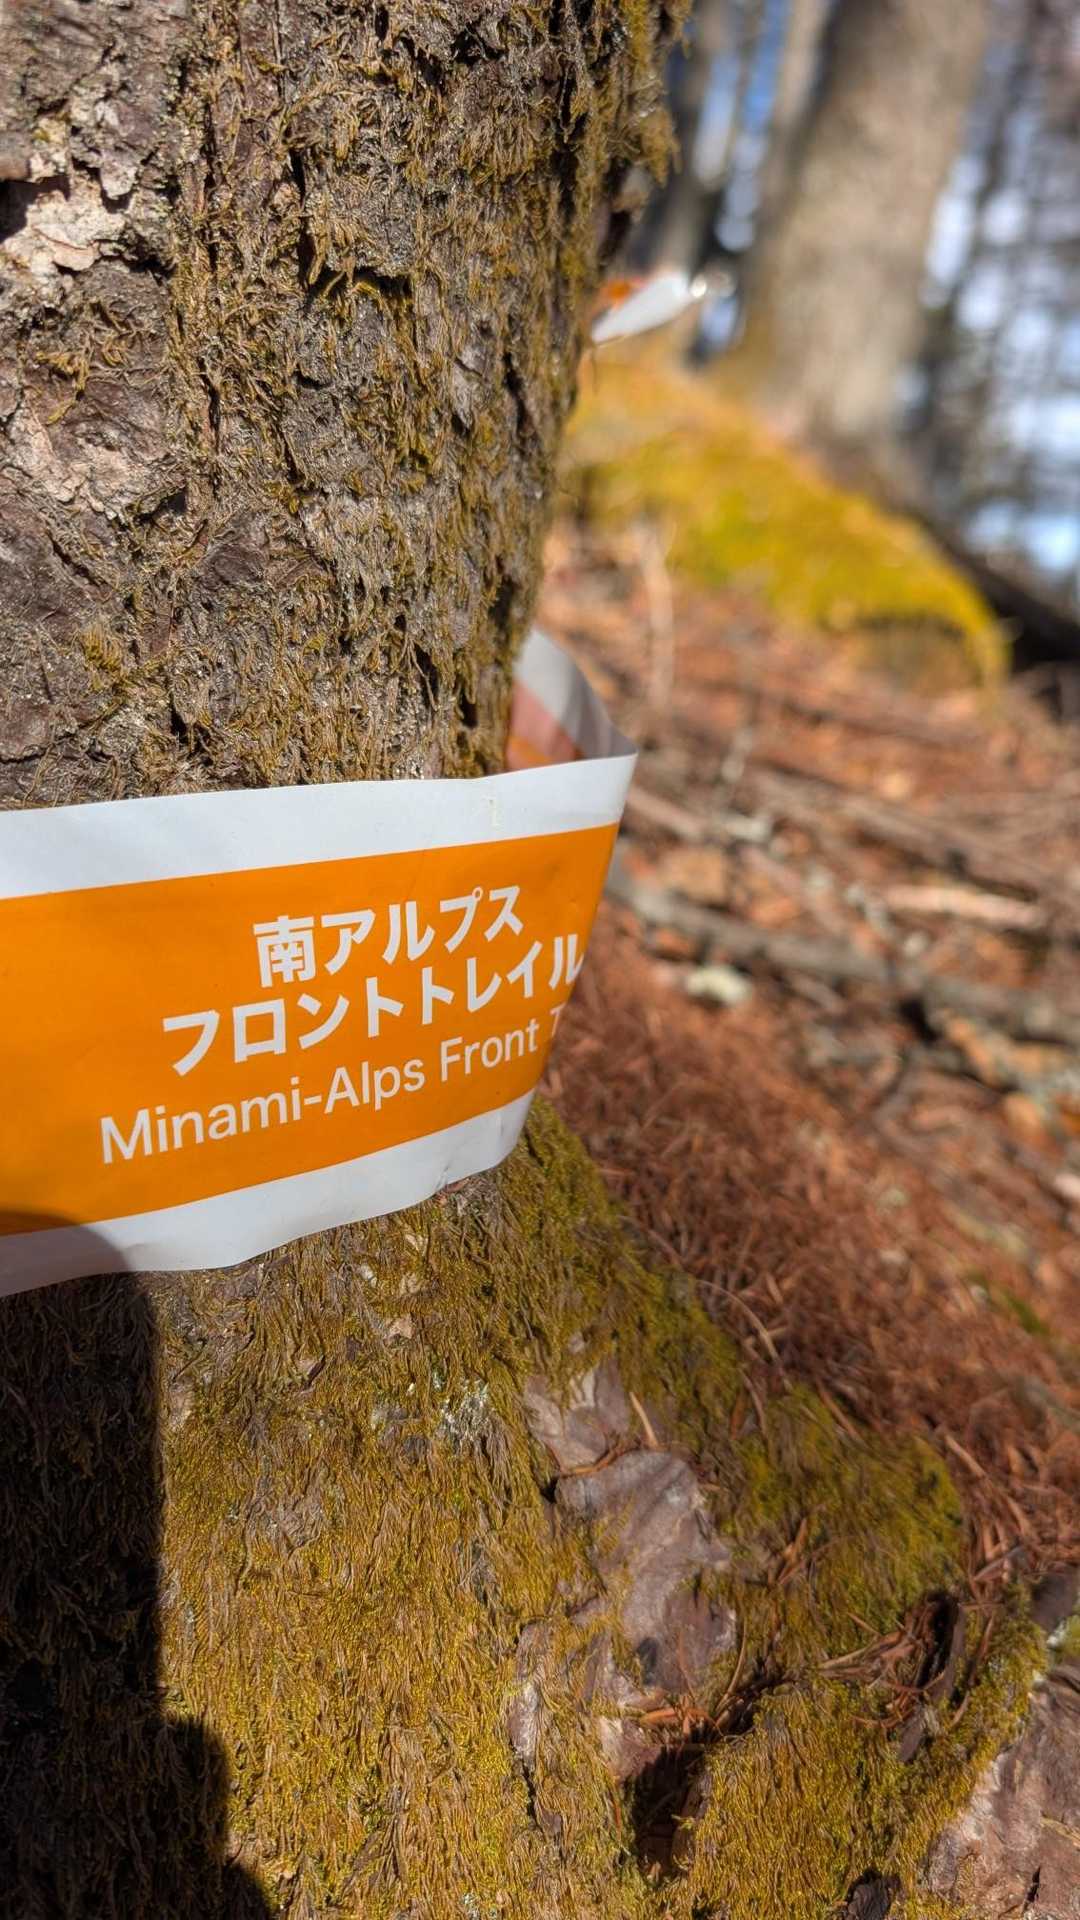 南アルプス
フロントトレイル
Minami-Alps Front